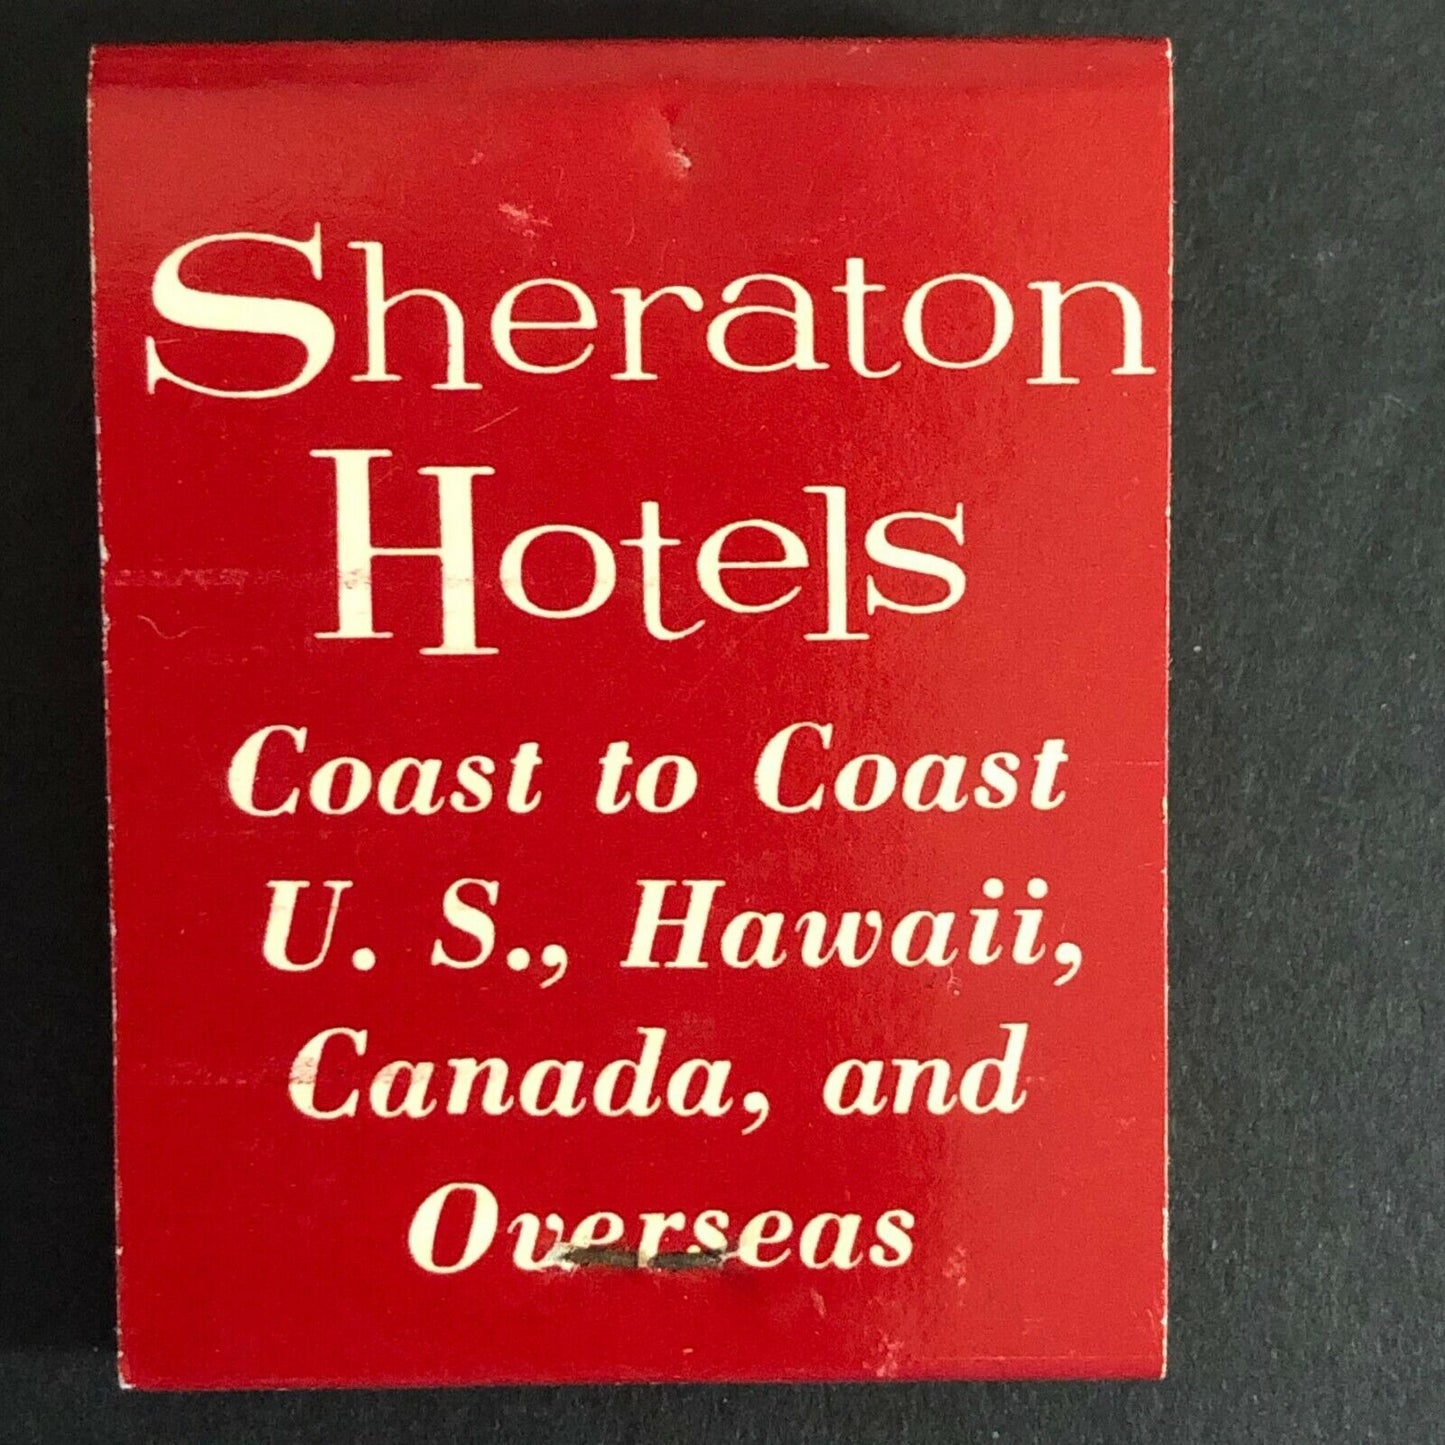 Sheraton
Hotels
Coast to Coast
U. S., Hawaii,
Canada, and
Overseas